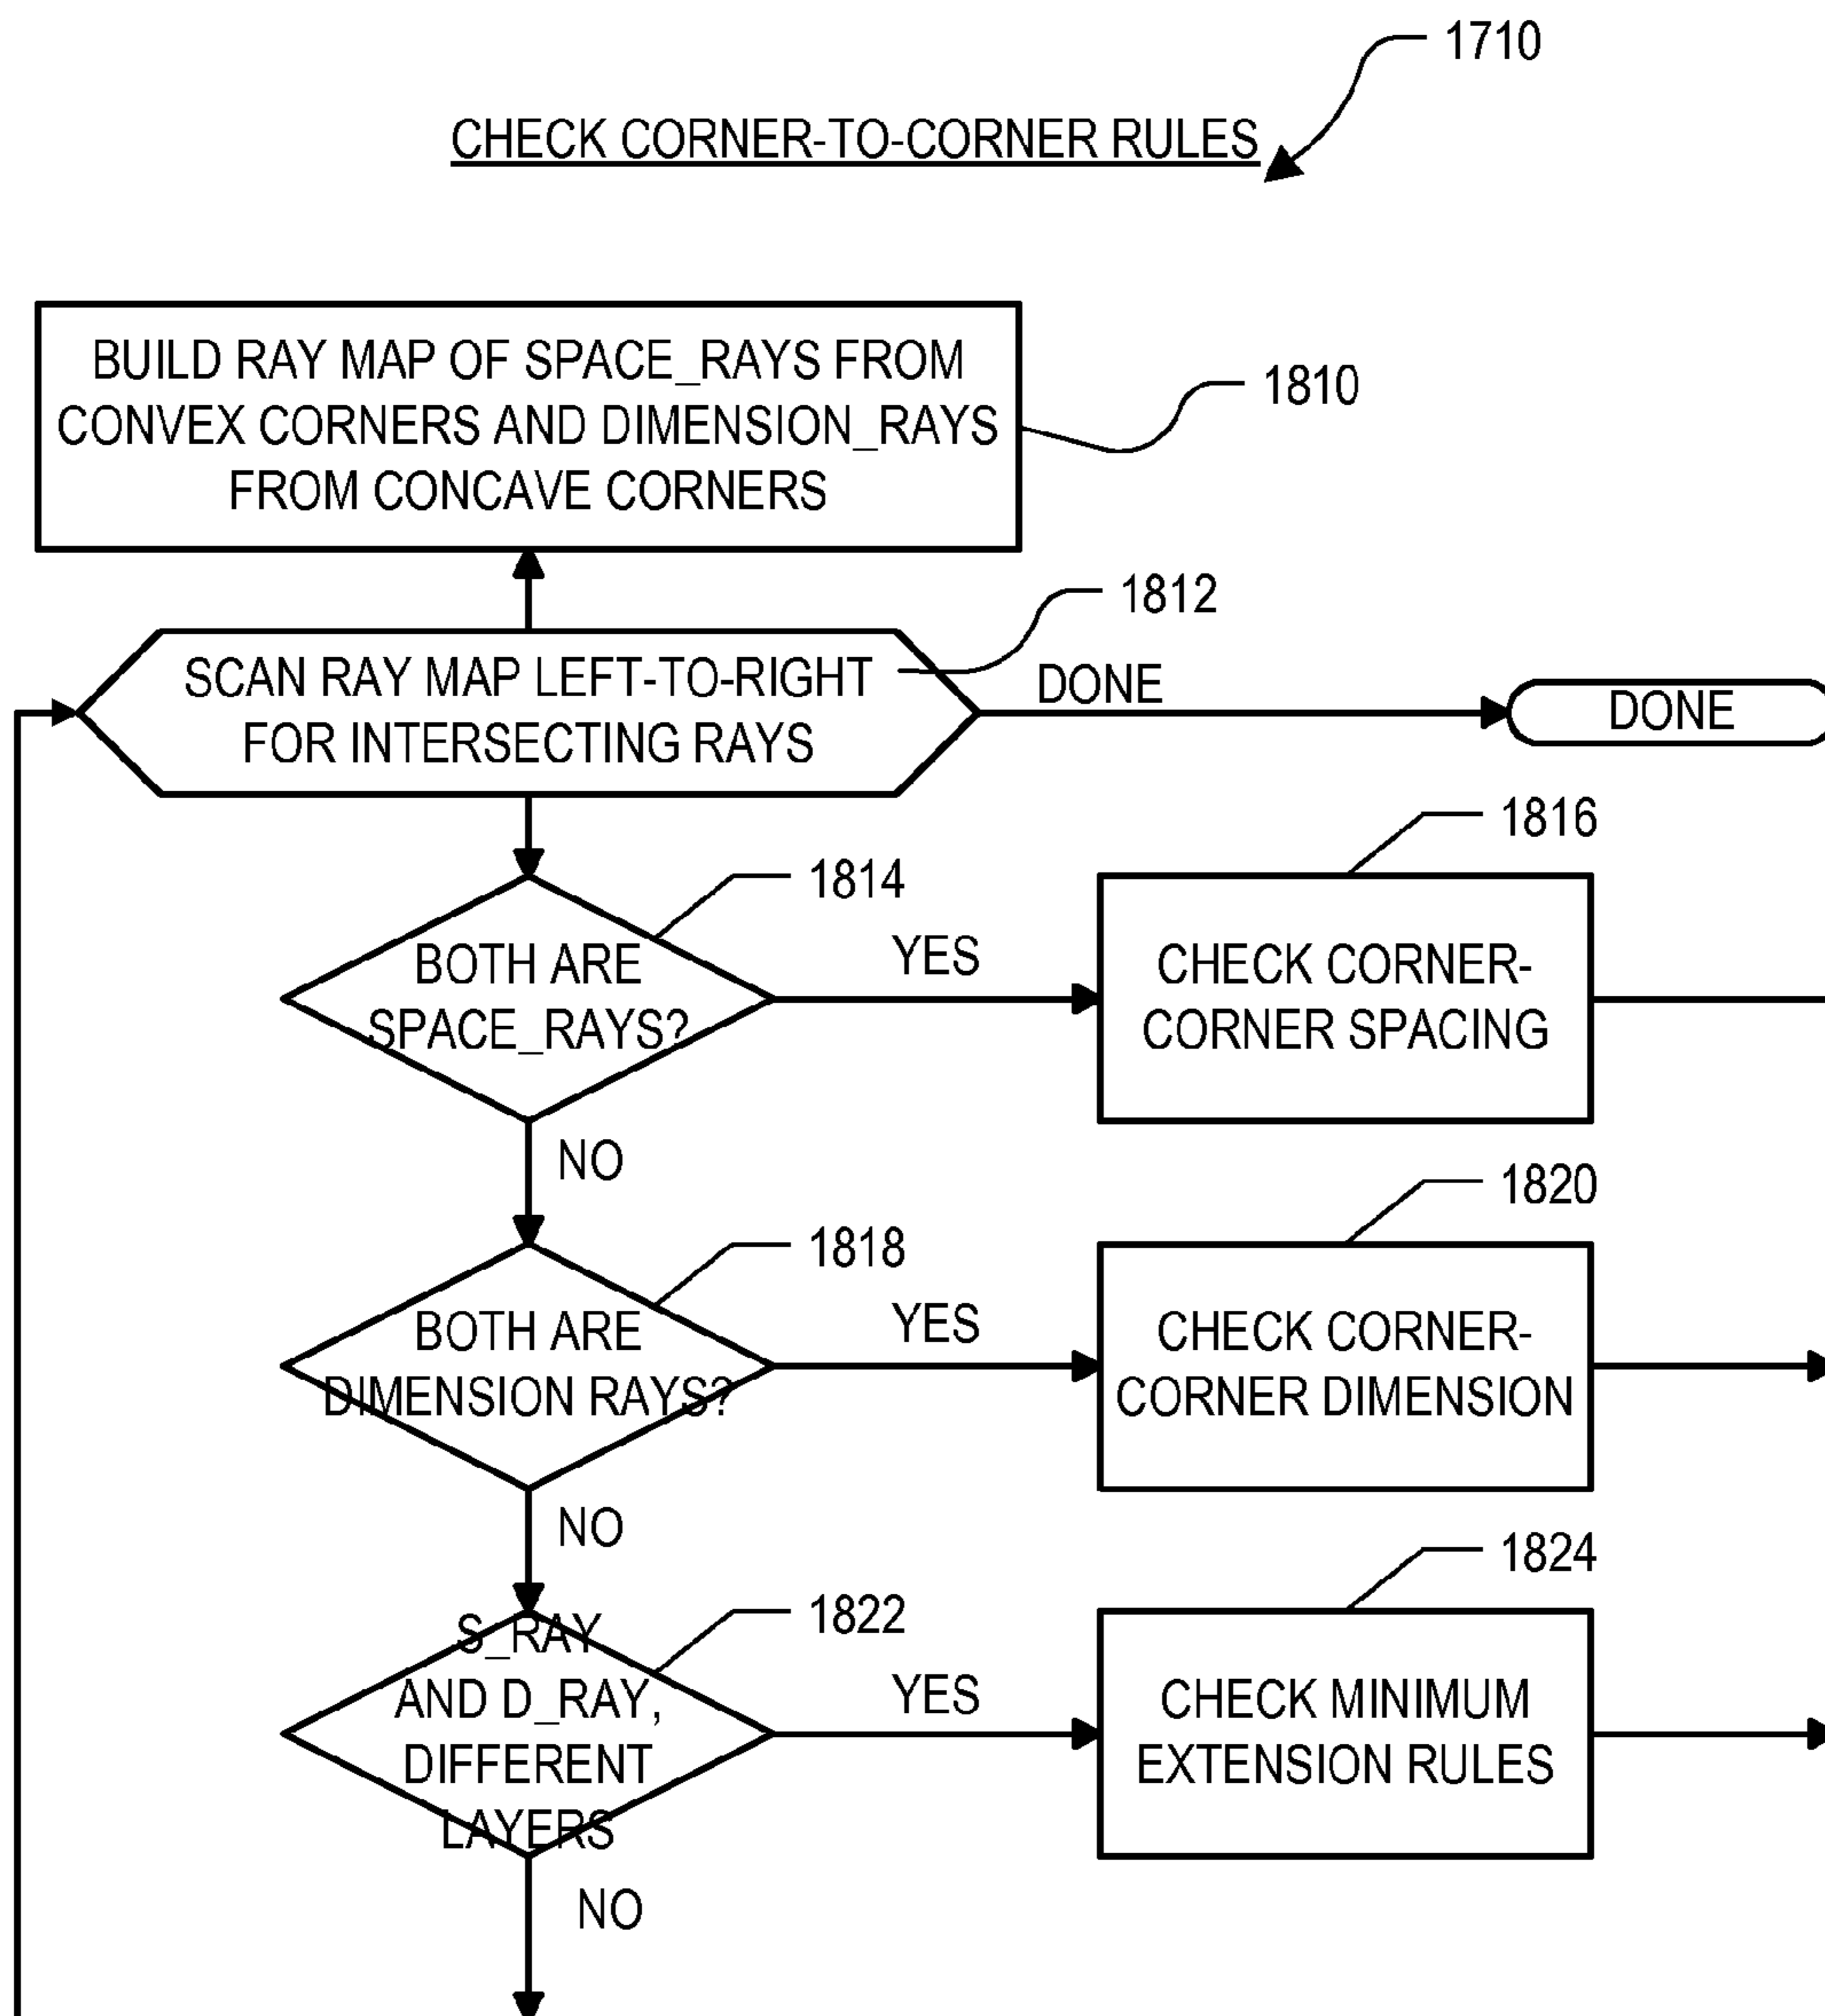 1710
CHECK CORNER-TO-CORNER RULES
BUILD RAY MAP OF SPACE_RAYS FROM
CONVEX CORNERS AND DIMENSION_RAYS
FROM CONCAVE CORNERS
1810
1812
SCAN RAY MAP LEFT-TO-RIGHT
FOR INTERSECTING RAYS
DONE
DONE
1814
BOTH ARE
SPACE_RAYS?
YES
1816
CHECK CORNER-
CORNER SPACING
NO
1818
BOTH ARE
DIMENSION RAYS?
YES
1820
CHECK CORNER-
CORNER DIMENSION
NO
1822
S_RAY
AND D_RAY,
DIFFERENT
LAYERS
YES
1824
CHECK MINIMUM
EXTENSION RULES
NO